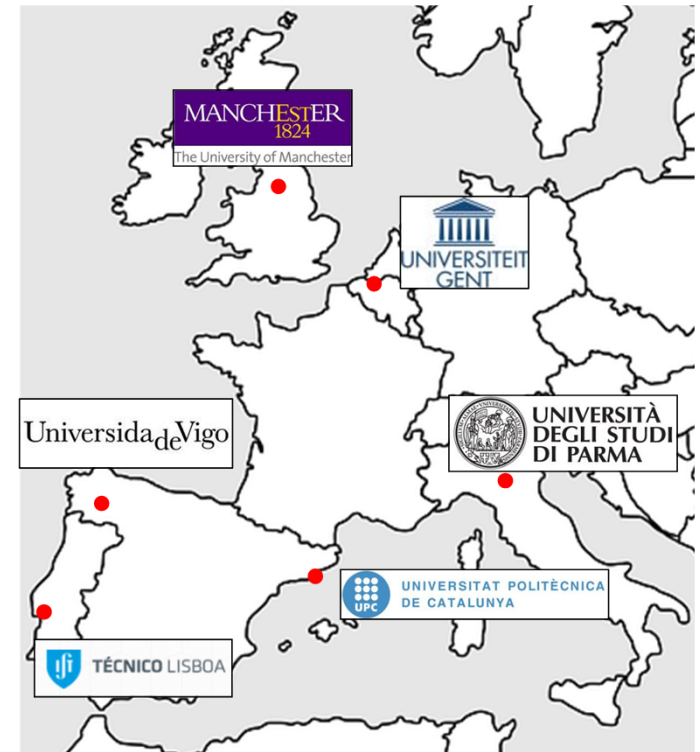 MANCHESTER
1824
The University of Manchester
UNIVERSITEIT
GENT
UniversidadeVigo
UNIVERSITÀ
DEGLI STUDI
DI PARMA
UPC
UNIVERSITAT POLITÈCNICA
DE CATALUNYA
TÉCNICO LISBOA